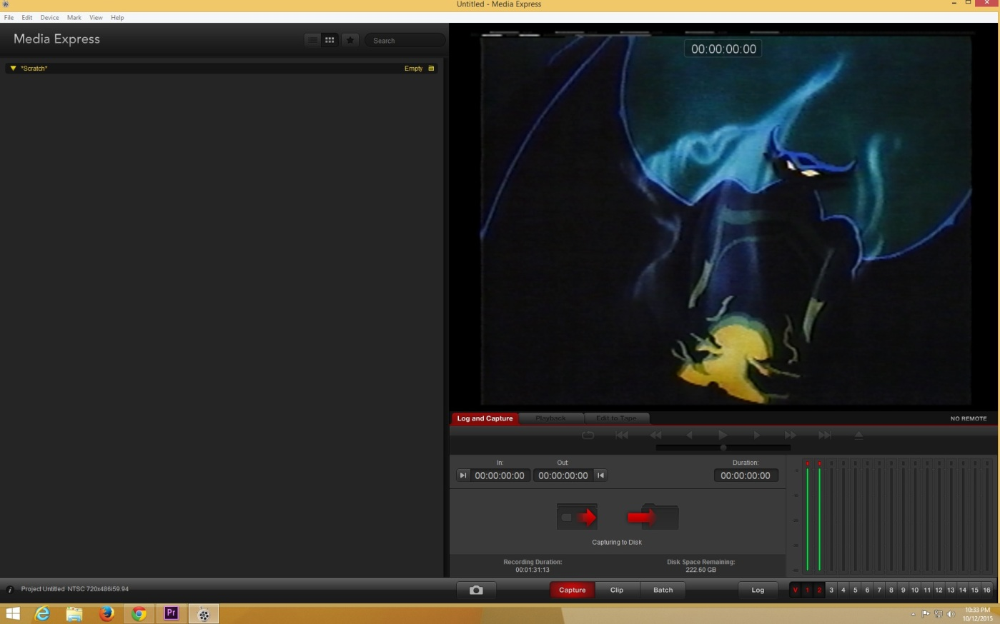 Untitled - Media Express
File Edit Device Mark View Help
Media Express
Search
*Scratch* Empty
00:00:00:00
Log and Capture Playback Edit to Tape NO REMOTE
In: Out: Duration:
00:00:00:00 00:00:00:00 00:00:00:00
Capturing to Disk
Recording Duration: Disk Space Remaining:
00:01:31:13 222.60 GB
i Project Untitled NTSC 720x486i59.94
Capture Clip Batch Log V 1 2 3 4 5 6 7 8 9 10 11 12 13 14 15 16
Pr
10:33 PM
10/12/2015